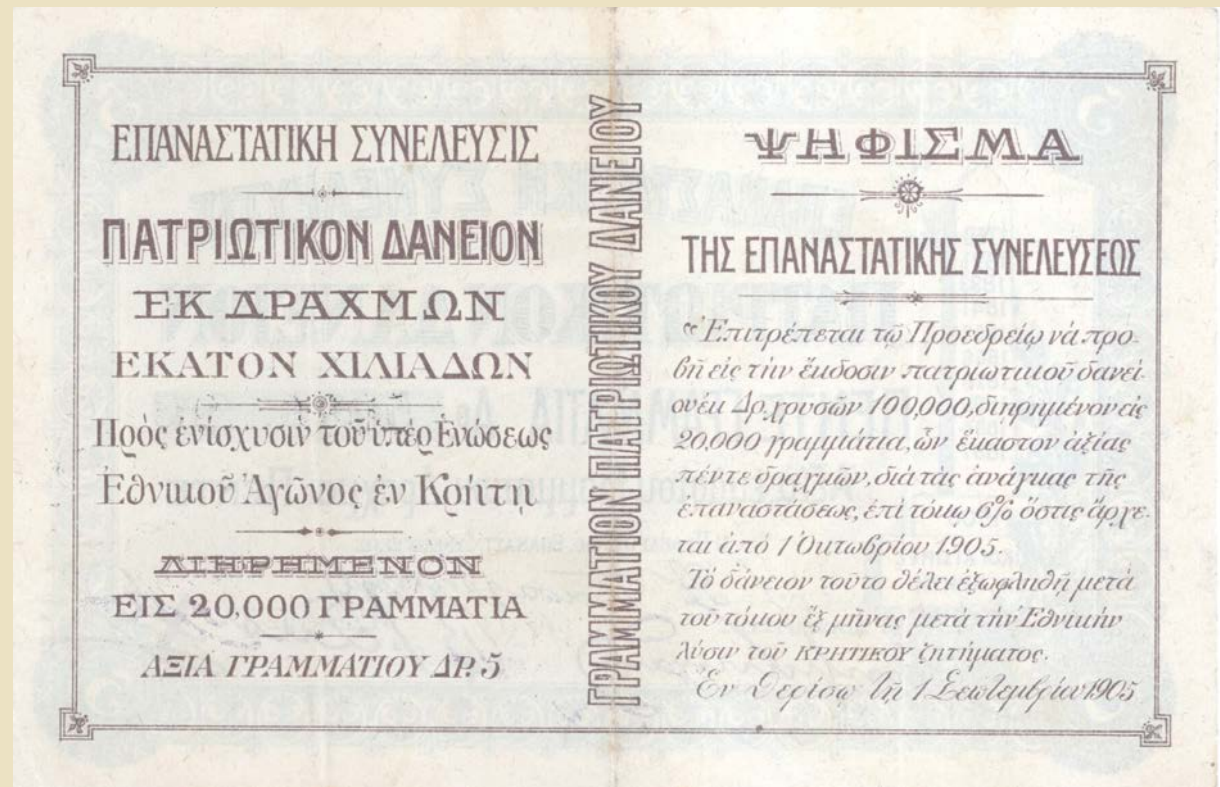 ΕΠΑΝΑΣΤΑΤΙΚΗ ΣΥΝΕΛΕΥΣΙΣ
ΠΑΤΡΙΩΤΙΚΟΝ ΔΑΝΕΙΟΝ
ΕΚ ΔΡΑΧΜΩΝ
ΕΚΑΤΟΝ ΧΙΛΙΑΔΩΝ
Πρὸς ἐνίσχυσιν τοῦ ὑπὲρ Ἑνώσεως
Ἐθνικοῦ Ἀγῶνος ἐν Κρήτῃ
ΔΙΗΡΗΜΕΝΟΝ
ΕΙΣ 20,000 ΓΡΑΜΜΑΤΙΑ
ΑΞΙΑ ΓΡΑΜΜΑΤΙΟΥ ΔΡ. 5
ΓΡΑΜΜΑΤΙΟΝ ΠΑΤΡΙΩΤΙΚΟΥ ΔΑΝΕΙΟΥ
ΨΗΦΙΣΜΑ
ΤΗΣ ΕΠΑΝΑΣΤΑΤΙΚΗΣ ΣΥΝΕΛΕΥΣΕΩΣ
«Ἐπιτρέπεται τῷ Προεδρείῳ νὰ προ-
βῇ εἰς τὴν ἔκδοσιν πατριωτικοῦ δανεί-
ου ἐκ Δρ. χρυσῶν 100,000, διῃρημένον εἰς
20,000 γραμμάτια, ὧν ἕκαστον ἀξίας
πέντε δραχμῶν, διὰ τὰς ἀνάγκας τῆς
επαναστάσεως, ἐπὶ τόκῳ 6% ὅστις ἄρχε-
ται ἀπό 1 Ὀκτωβρίου 1905.
Τὸ δάνειον τοῦτο θέλει ἐξωφληθῇ μετὰ
τοῦ τόκου ἓξ μῆνας μετὰ τὴν Ἐθνικὴν
λύσιν τοῦ ΚΡΗΤΙΚΟΥ ζητήματος.
Ἐν Θερίσῳ τῇ 1 Σεπτεμβρίου 1905